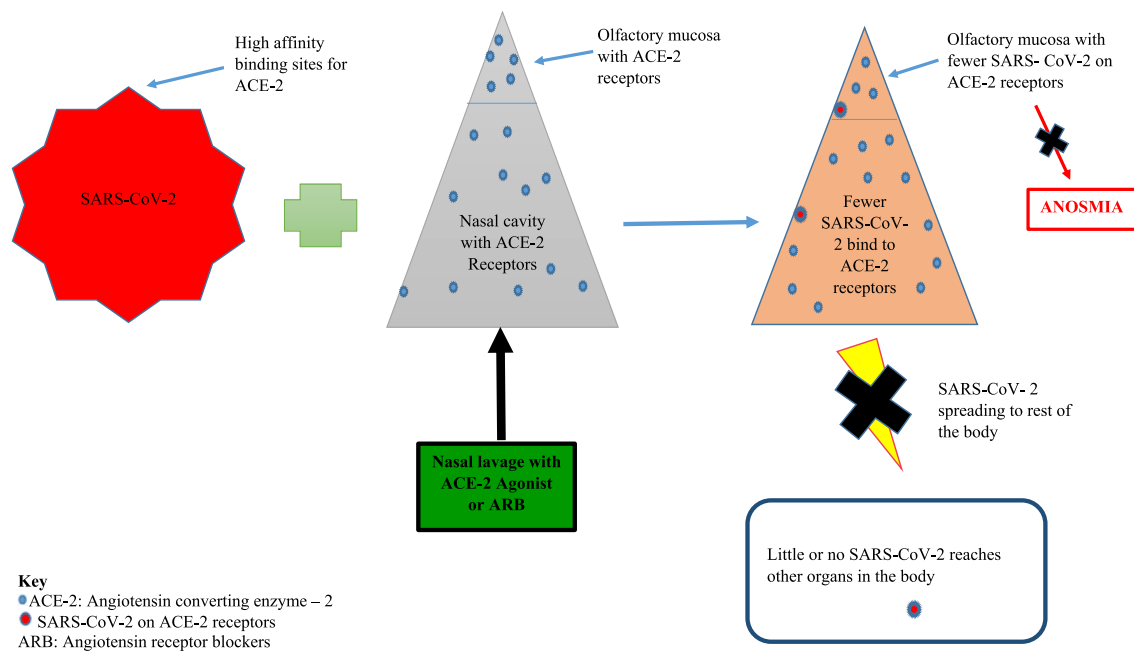 High affinity
binding sites for
ACE-2
SARS-CoV-2
Olfactory mucosa
with ACE-2
receptors
Nasal cavity
with ACE-2
Receptors
Nasal lavage with
ACE-2 Agonist
or ARB
Olfactory mucosa with
fewer SARS- CoV-2 on
ACE-2 receptors
ANOSMIA
Fewer
SARS-CoV-
2 bind to
ACE-2
receptors
SARS-CoV- 2
spreading to rest of
the body
Little or no SARS-CoV-2 reaches
other organs in the body
Key
ACE-2: Angiotensin converting enzyme – 2
SARS-CoV-2 on ACE-2 receptors
ARB: Angiotensin receptor blockers